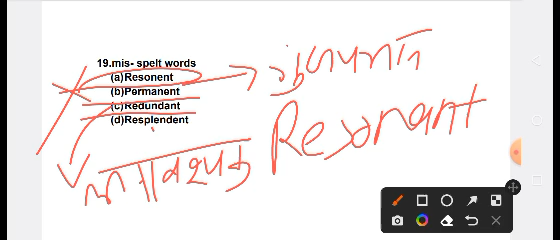 19.mis- spelt words
(a)Resonent
(b)Permanent
(c)Redundant
(d)Resplendent
Resonant